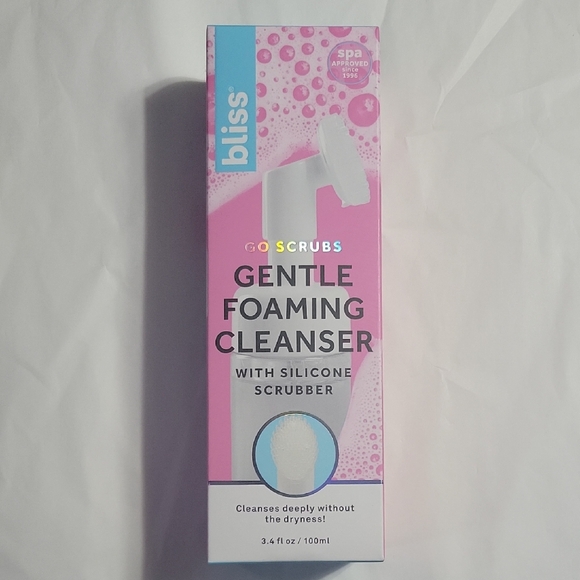 bliss®
spa
APPROVED
since
1996
GO SCRUBS
GENTLE
FOAMING
CLEANSER
WITH SILICONE
SCRUBBER
Cleanses deeply without
the dryness!
3.4 fl oz / 100ml